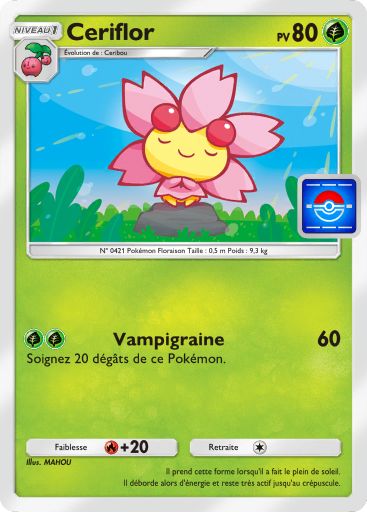 NIVEAU 1
Ceriflor
PV 80
Évolution de : Ceribou
N° 0421 Pokémon Floraison Taille : 0,5 m Poids : 9,3 kg
Vampigraine 60
Soignez 20 dégâts de ce Pokémon.
Faiblesse +20 Retraite
Illus. MAHOU
Il prend cette forme lorsqu'il a fait le plein de soleil.
Il déborde alors d'énergie et reste très actif jusqu'au crépuscule.